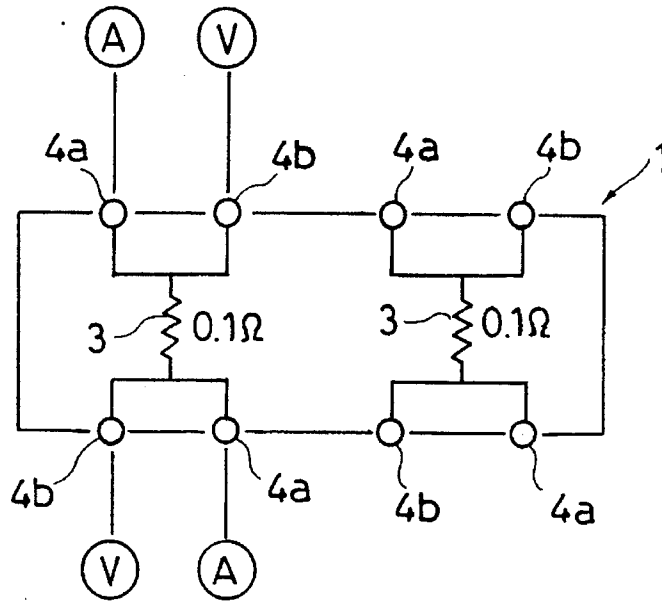 A V
4a 4b 4a 4b 1
3 0.1Ω 3 0.1Ω
4b 4a 4b 4a
V A